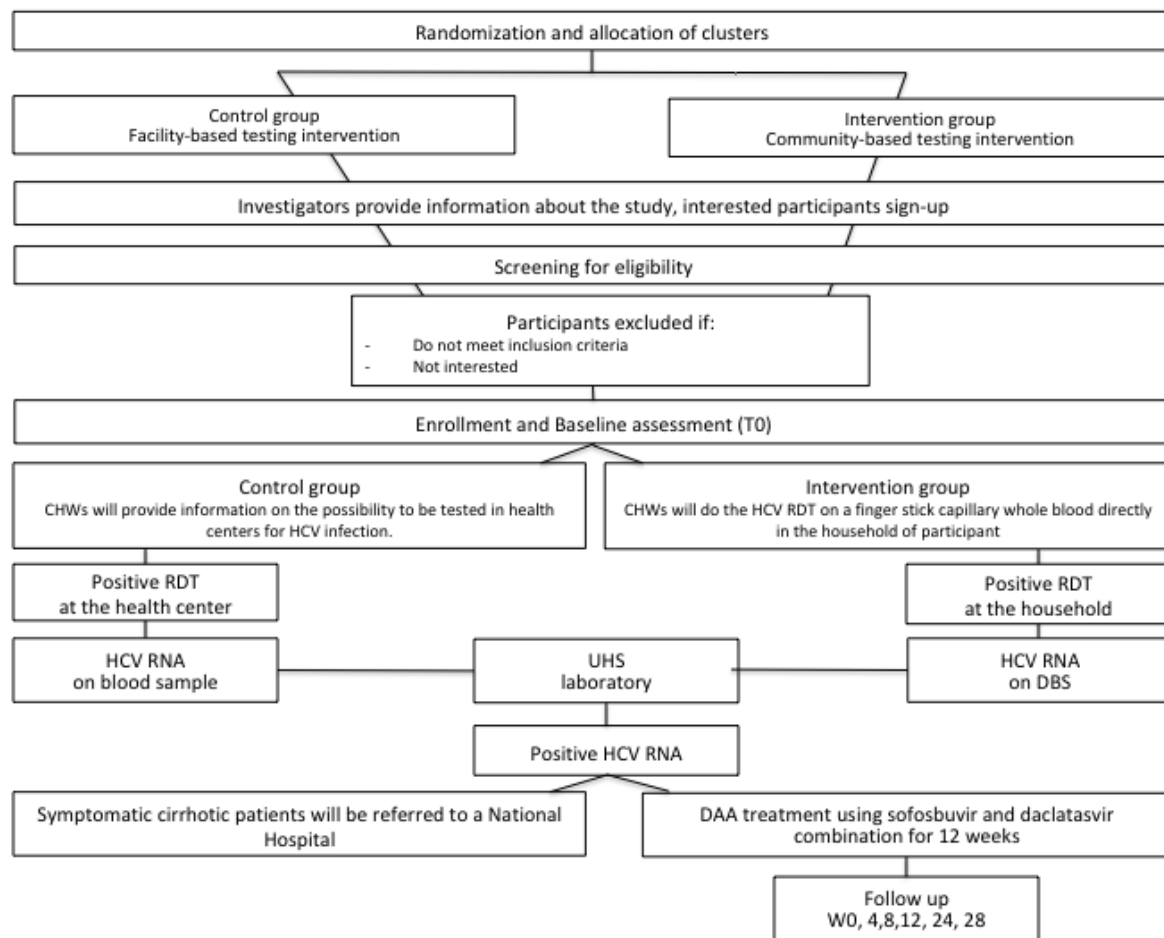 Randomization and allocation of clusters
Control group
Facility-based testing intervention
Intervention group
Community-based testing intervention
Investigators provide information about the study, interested participants sign-up
Screening for eligibility
Participants excluded if:
- Do not meet inclusion criteria
- Not interested
Enrollment and Baseline assessment (T0)
Control group
CHWs will provide information on the possibility to be tested in health
centers for HCV infection.
Intervention group
CHWs will do the HCV RDT on a finger stick capillary whole blood directly
in the household of participant
Positive RDT
at the health center
Positive RDT
at the household
HCV RNA
on blood sample
UHS
laboratory
HCV RNA
on DBS
Positive HCV RNA
Symptomatic cirrhotic patients will be referred to a National
Hospital
DAA treatment using sofosbuvir and daclatasvir
combination for 12 weeks
Follow up
W0, 4,8,12, 24, 28